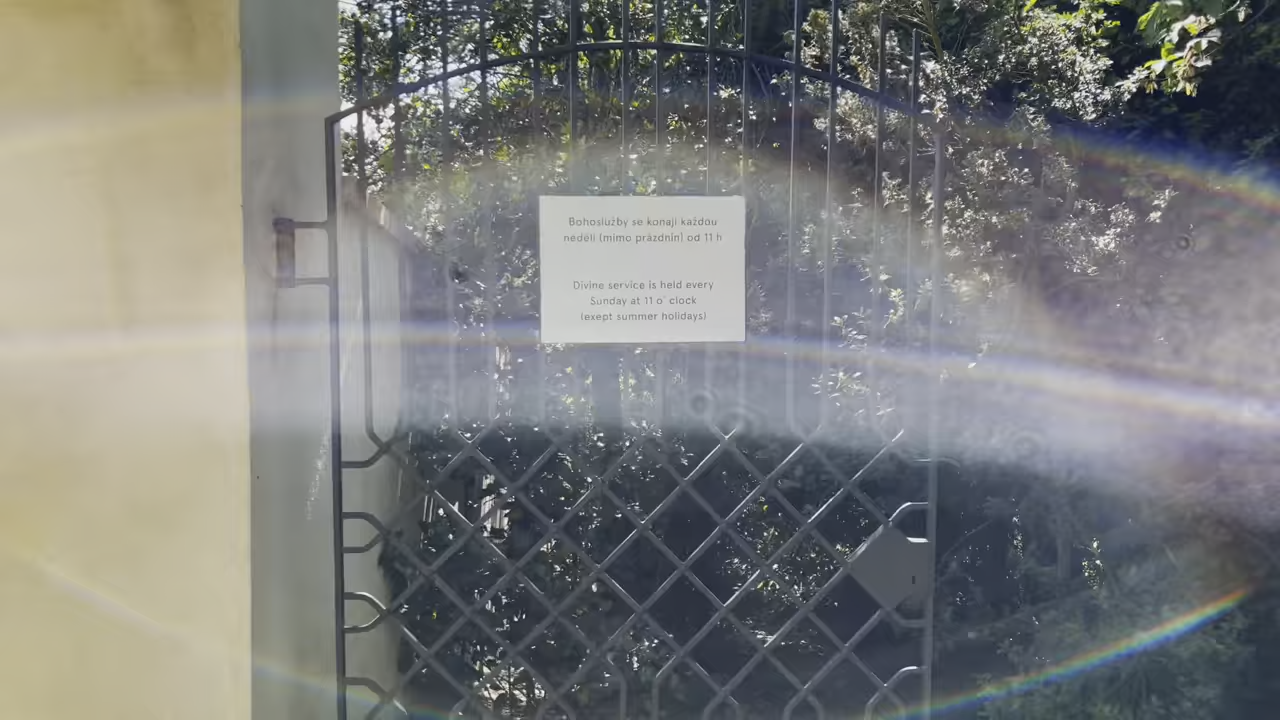 Bohoslužby se konají každou
neděli (mimo prázdnin) od 11 h
Divine service is held every
Sunday at 11 o´ clock
(exept summer holidays)